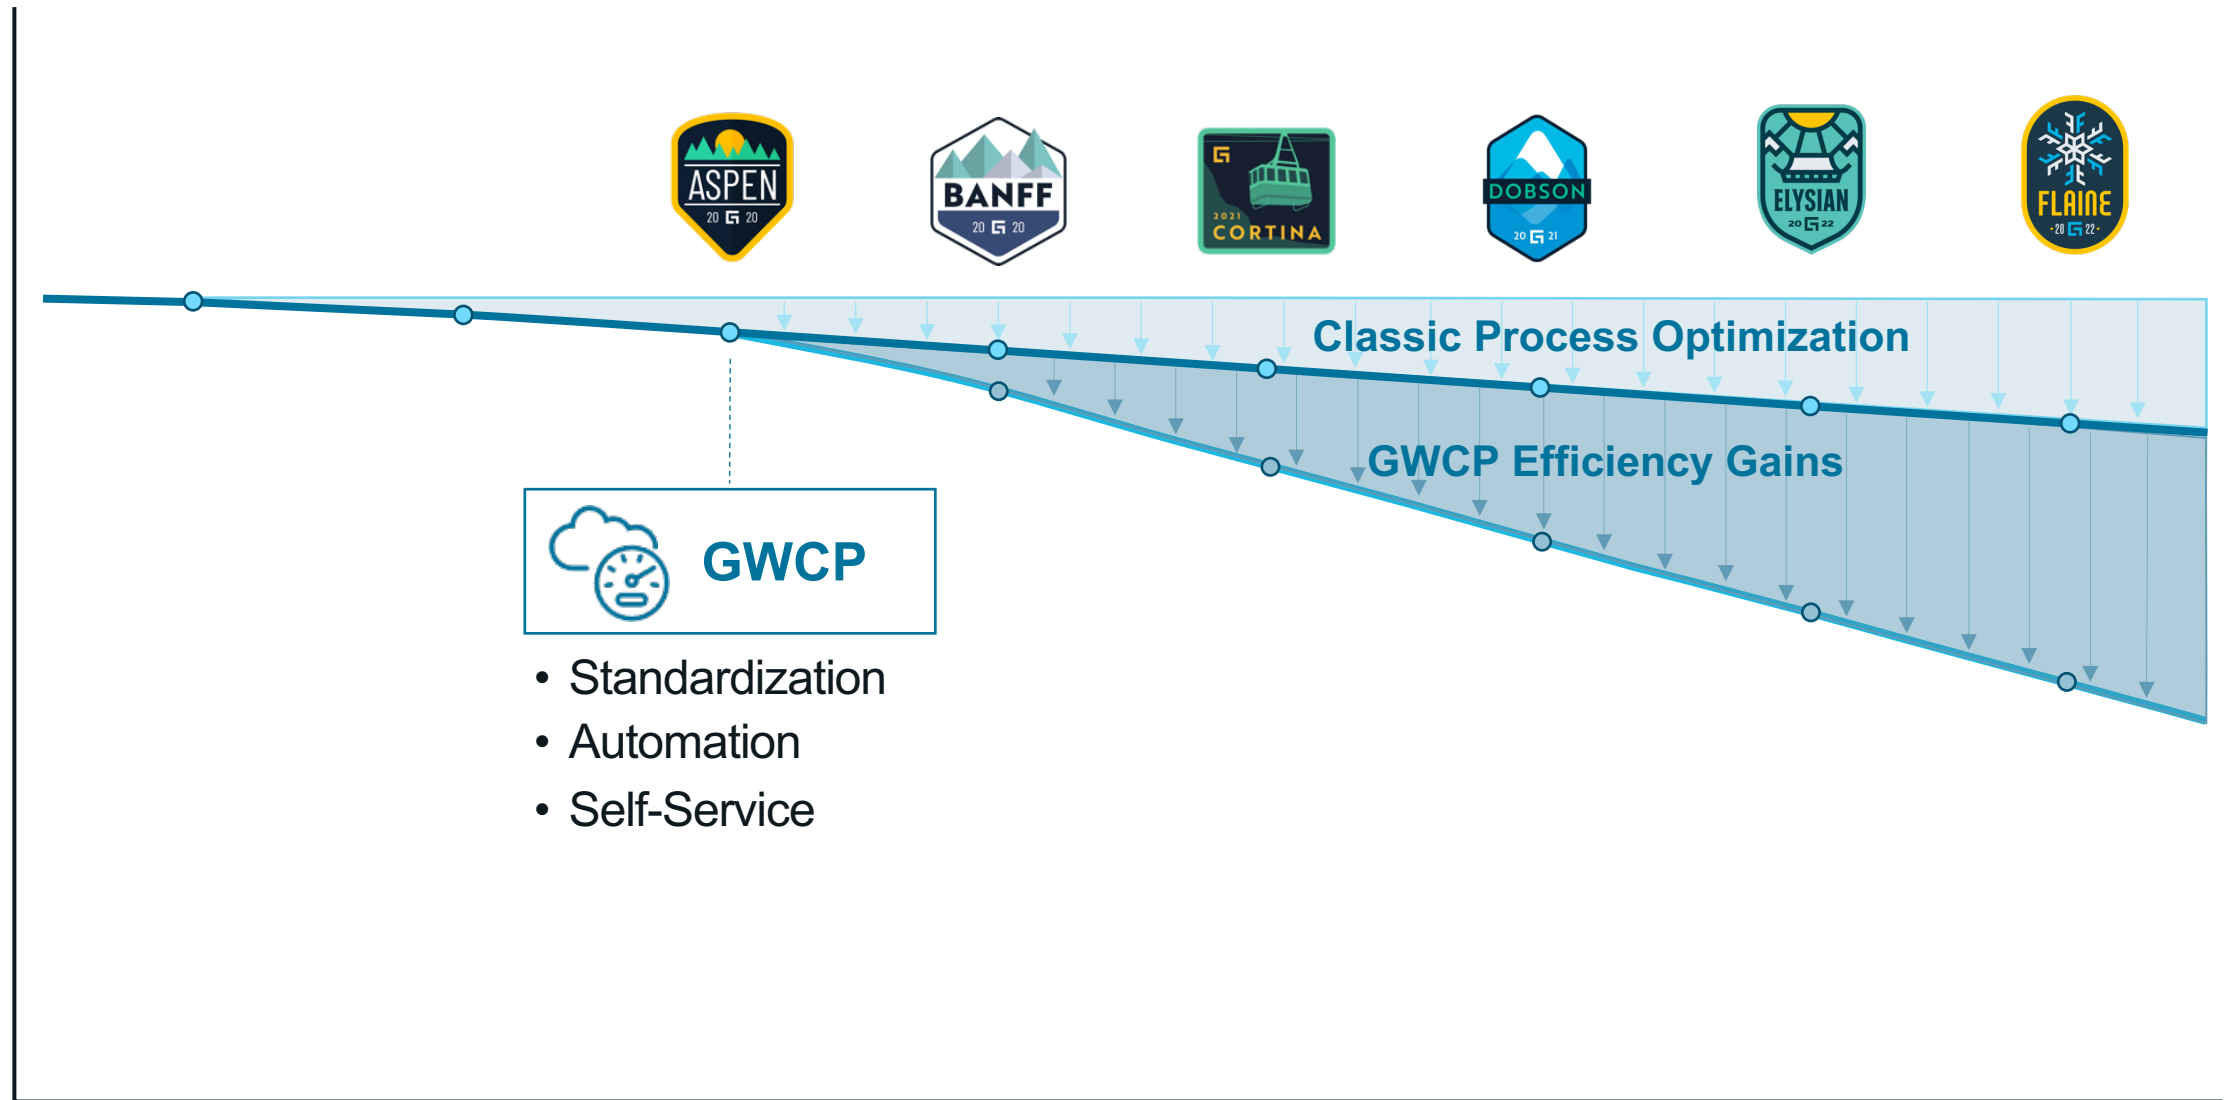 ASPEN
20 20
BANFF
20 20
2021
CORTINA
DOBSON
20 21
ELYSIAN
20 22
FLAINE
·20 22·
Classic Process Optimization
GWCP Efficiency Gains
GWCP
• Standardization
• Automation
• Self-Service